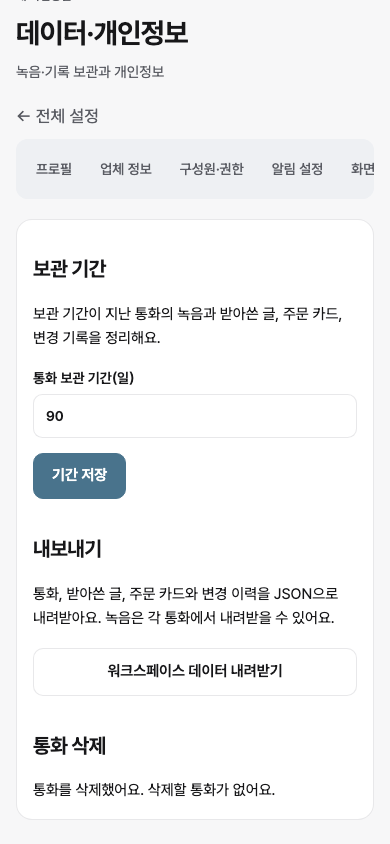 데이터·개인정보
녹음·기록 보관과 개인정보
← 전체 설정
프로필 업체 정보 구성원·권한 알림 설정 화면
보관 기간
보관 기간이 지난 통화의 녹음과 받아쓴 글, 주문 카드,
변경 기록을 정리해요.
통화 보관 기간(일)
90
기간 저장
내보내기
통화, 받아쓴 글, 주문 카드와 변경 이력을 JSON으로
내려받아요. 녹음은 각 통화에서 내려받을 수 있어요.
워크스페이스 데이터 내려받기
통화 삭제
통화를 삭제했어요. 삭제할 통화가 없어요.